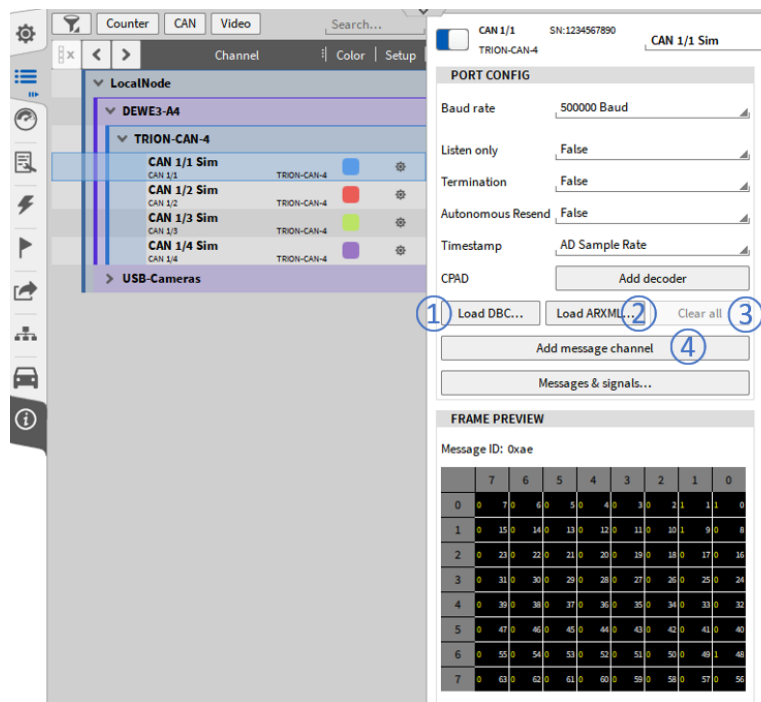 Counter CAN Video Search...
Channel Color Setup
LocalNode
DEWE3-A4
TRION-CAN-4
CAN 1/1 Sim
CAN 1/1 TRION-CAN-4
CAN 1/2 Sim
CAN 1/2 TRION-CAN-4
CAN 1/3 Sim
CAN 1/3 TRION-CAN-4
CAN 1/4 Sim
CAN 1/4 TRION-CAN-4
USB-Cameras
CAN 1/1 SN:1234567890
TRION-CAN-4
CAN 1/1 Sim
PORT CONFIG
Baud rate 500000 Baud
Listen only False
Termination False
Autonomous Resend False
Timestamp AD Sample Rate
CPAD Add decoder
1 Load DBC... Load ARXML... 2 Clear all 3
Add message channel 4
Messages & signals...
FRAME PREVIEW
Message ID: 0xae
7 6 5 4 3 2 1 0
0 0 7 0 6 0 5 0 4 0 3 0 2 1 1 1 0
1 0 15 0 14 0 13 0 12 0 11 0 10 1 9 0 8
2 0 23 0 22 0 21 0 20 0 19 0 18 0 17 0 16
3 0 31 0 30 0 29 0 28 0 27 0 26 0 25 0 24
4 0 39 0 38 0 37 0 36 0 35 0 34 0 33 0 32
5 0 47 0 46 0 45 0 44 0 43 0 42 0 41 0 40
6 0 55 0 54 0 53 0 52 0 51 0 50 0 49 1 48
7 0 63 0 62 0 61 0 60 0 59 0 58 0 57 0 56